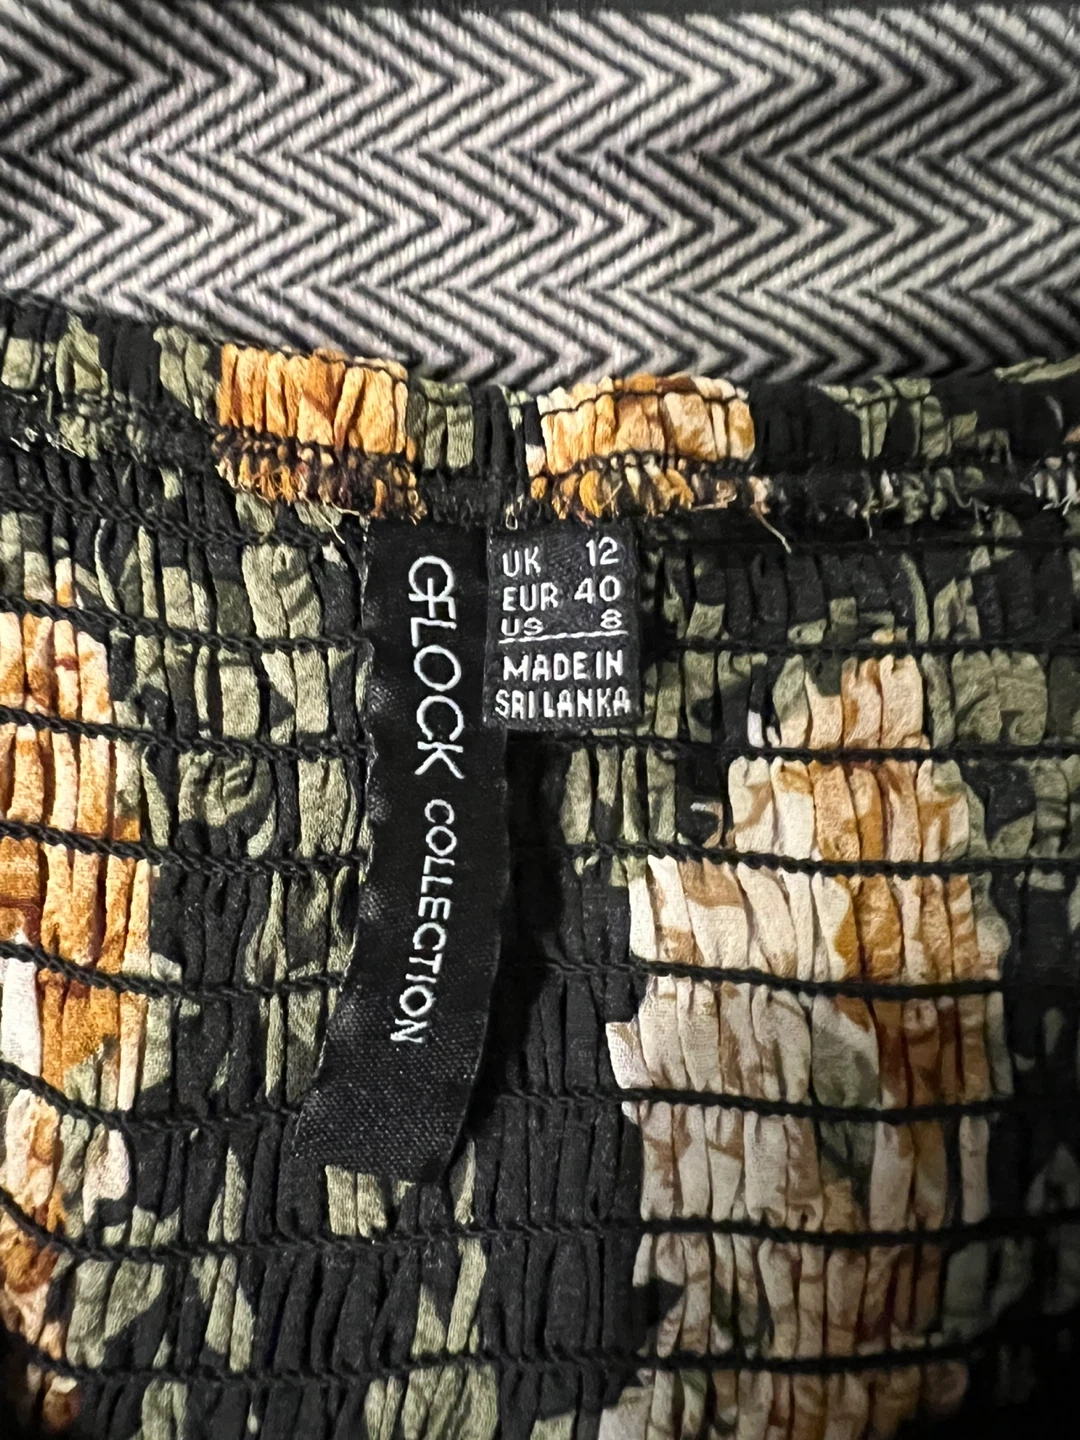 GFLOCK COLLECTION
UK 12
EUR 40
US 8
MADE IN
SRI LANKA